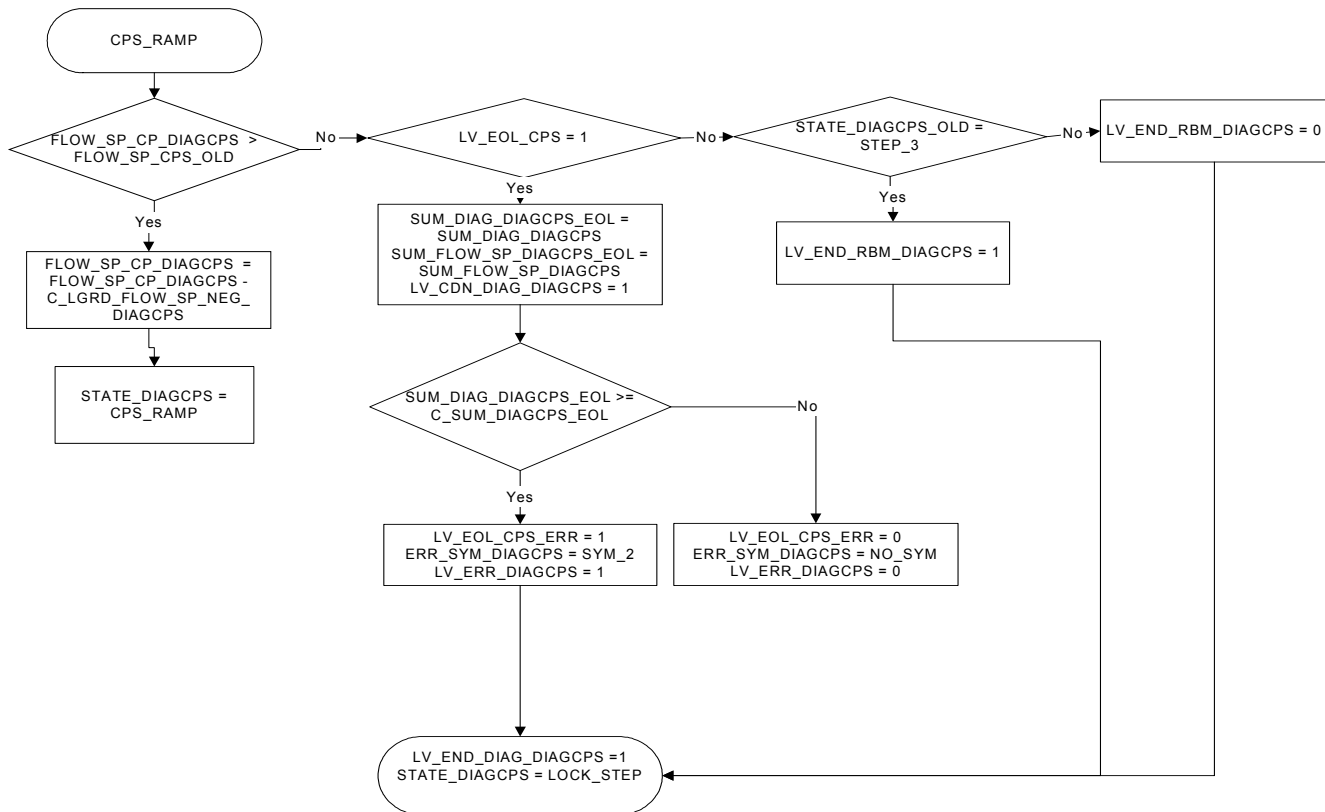 CPS_RAMP
FLOW_SP_CP_DIAGCPS >
FLOW_SP_CPS_OLD
No
LV_EOL_CPS = 1
No
STATE_DIAGCPS_OLD =
STEP_3
No
LV_END_RBM_DIAGCPS = 0
Yes
FLOW_SP_CP_DIAGCPS =
FLOW_SP_CP_DIAGCPS -
C_LGRD_FLOW_SP_NEG_
DIAGCPS
STATE_DIAGCPS =
CPS_RAMP
Yes
SUM_DIAG_DIAGCPS_EOL =
SUM_DIAG_DIAGCPS
SUM_FLOW_SP_DIAGCPS_EOL =
SUM_FLOW_SP_DIAGCPS
LV_CDN_DIAG_DIAGCPS = 1
Yes
LV_END_RBM_DIAGCPS = 1
SUM_DIAG_DIAGCPS_EOL >=
C_SUM_DIAGCPS_EOL
No
Yes
LV_EOL_CPS_ERR = 1
ERR_SYM_DIAGCPS = SYM_2
LV_ERR_DIAGCPS = 1
LV_EOL_CPS_ERR = 0
ERR_SYM_DIAGCPS = NO_SYM
LV_ERR_DIAGCPS = 0
LV_END_DIAG_DIAGCPS =1
STATE_DIAGCPS = LOCK_STEP